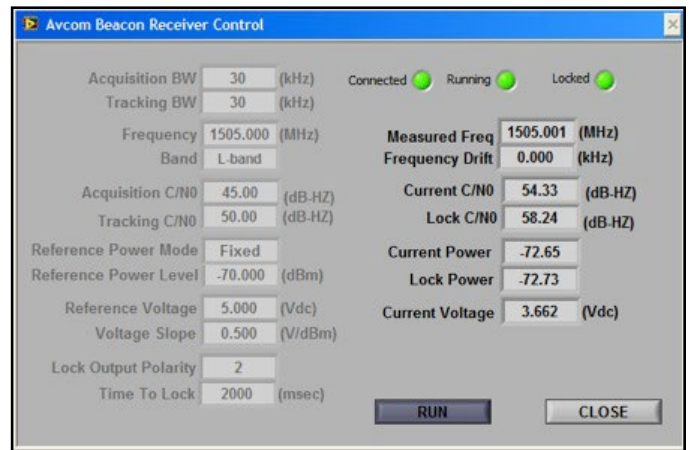 Avcom Beacon Receiver Control
Acquisition BW 30 (kHz)
Tracking BW 30 (kHz)
Frequency 1505.000 (MHz)
Band L-band
Acquisition C/N0 45.00 (dB-HZ)
Tracking C/N0 50.00 (dB-HZ)
Reference Power Mode Fixed
Reference Power Level -70.000 (dBm)
Reference Voltage 5.000 (Vdc)
Voltage Slope 0.500 (V/dBm)
Lock Output Polarity 2
Time To Lock 2000 (msec)
Connected Running Locked
Measured Freq 1505.001 (MHz)
Frequency Drift 0.000 (kHz)
Current C/N0 54.33 (dB-HZ)
Lock C/N0 58.24 (dB-HZ)
Current Power -72.65
Lock Power -72.73
Current Voltage 3.662 (Vdc)
RUN CLOSE